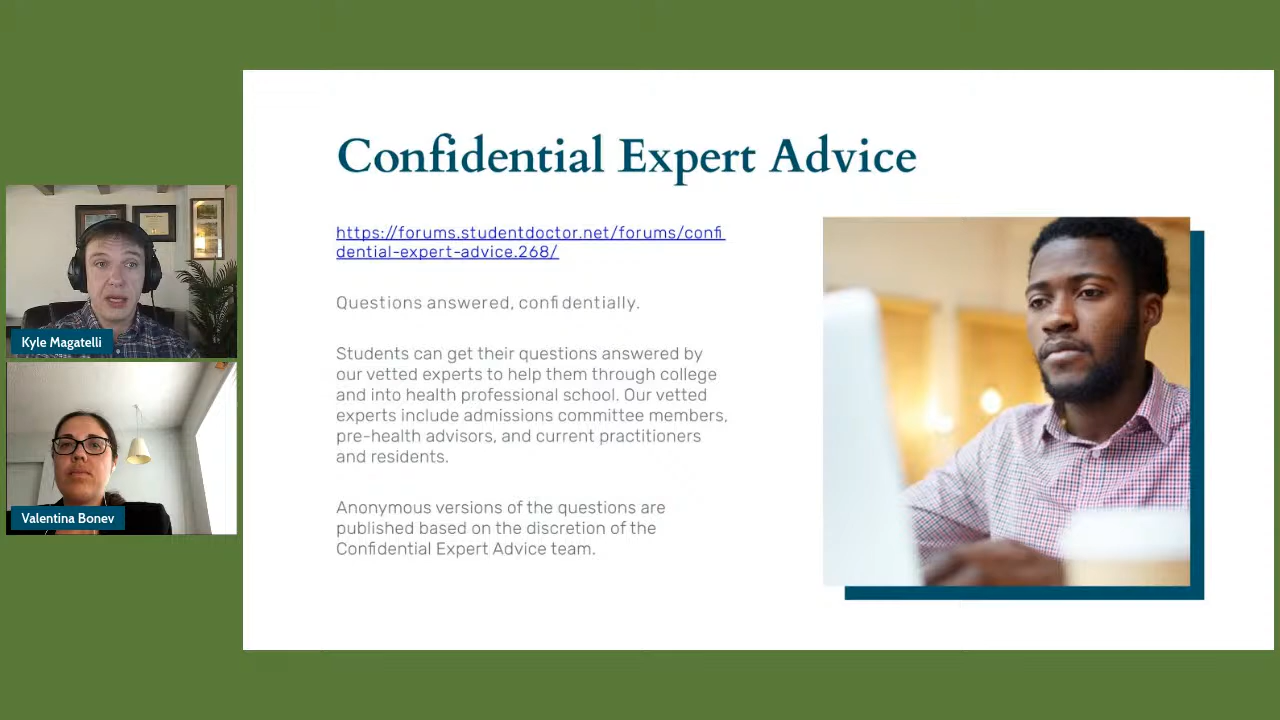 Confidential Expert Advice
https://forums.studentdoctor.net/forums/confi
dential-expert-advice.268/
Questions answered, confidentially.
Students can get their questions answered by
our vetted experts to help them through college
and into health professional school. Our vetted
experts include admissions committee members,
pre-health advisors, and current practitioners
and residents.
Anonymous versions of the questions are
published based on the discretion of the
Confidential Expert Advice team.
Kyle Magatelli
Valentina Bonev